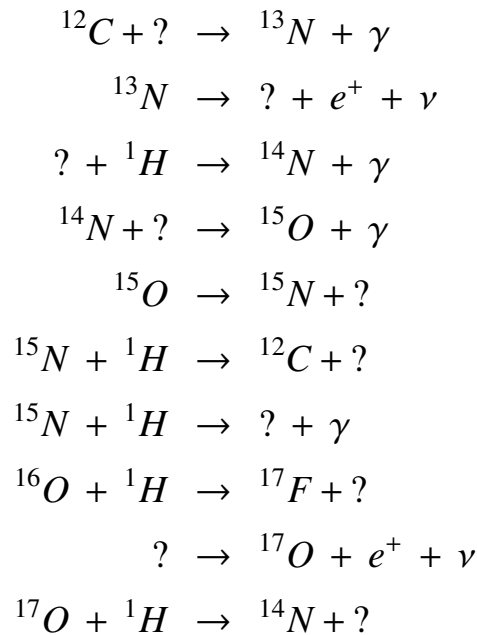 ¹²C + ? → ¹³N + γ
¹³N → ? + e⁺ + ν
? + ¹H → ¹⁴N + γ
¹⁴N + ? → ¹⁵O + γ
¹⁵O → ¹⁵N + ?
¹⁵N + ¹H → ¹²C + ?
¹⁵N + ¹H → ? + γ
¹⁶O + ¹H → ¹⁷F + ?
? → ¹⁷O + e⁺ + ν
¹⁷O + ¹H → ¹⁴N + ?